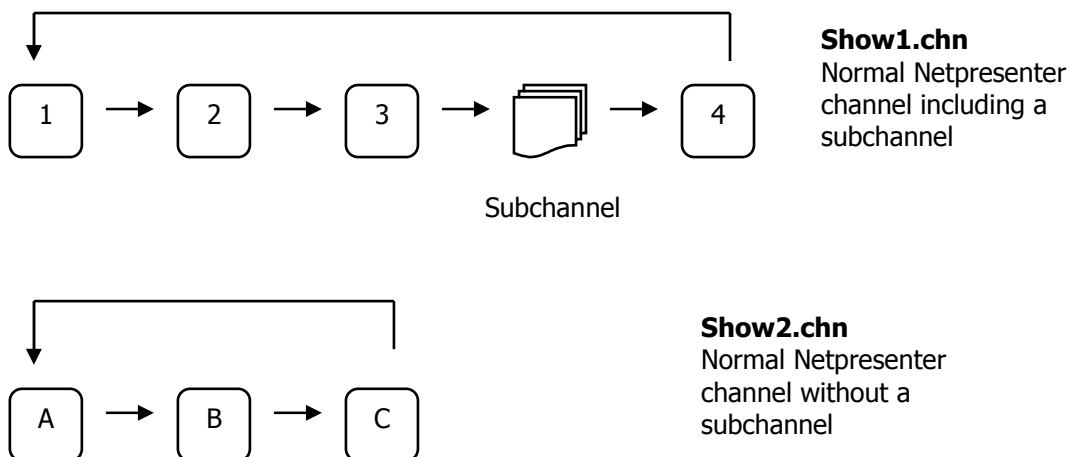 Show1.chn
Normal Netpresenter
channel including a
subchannel
1
2
3
4
Subchannel
Show2.chn
Normal Netpresenter
channel without a
subchannel
A
B
C